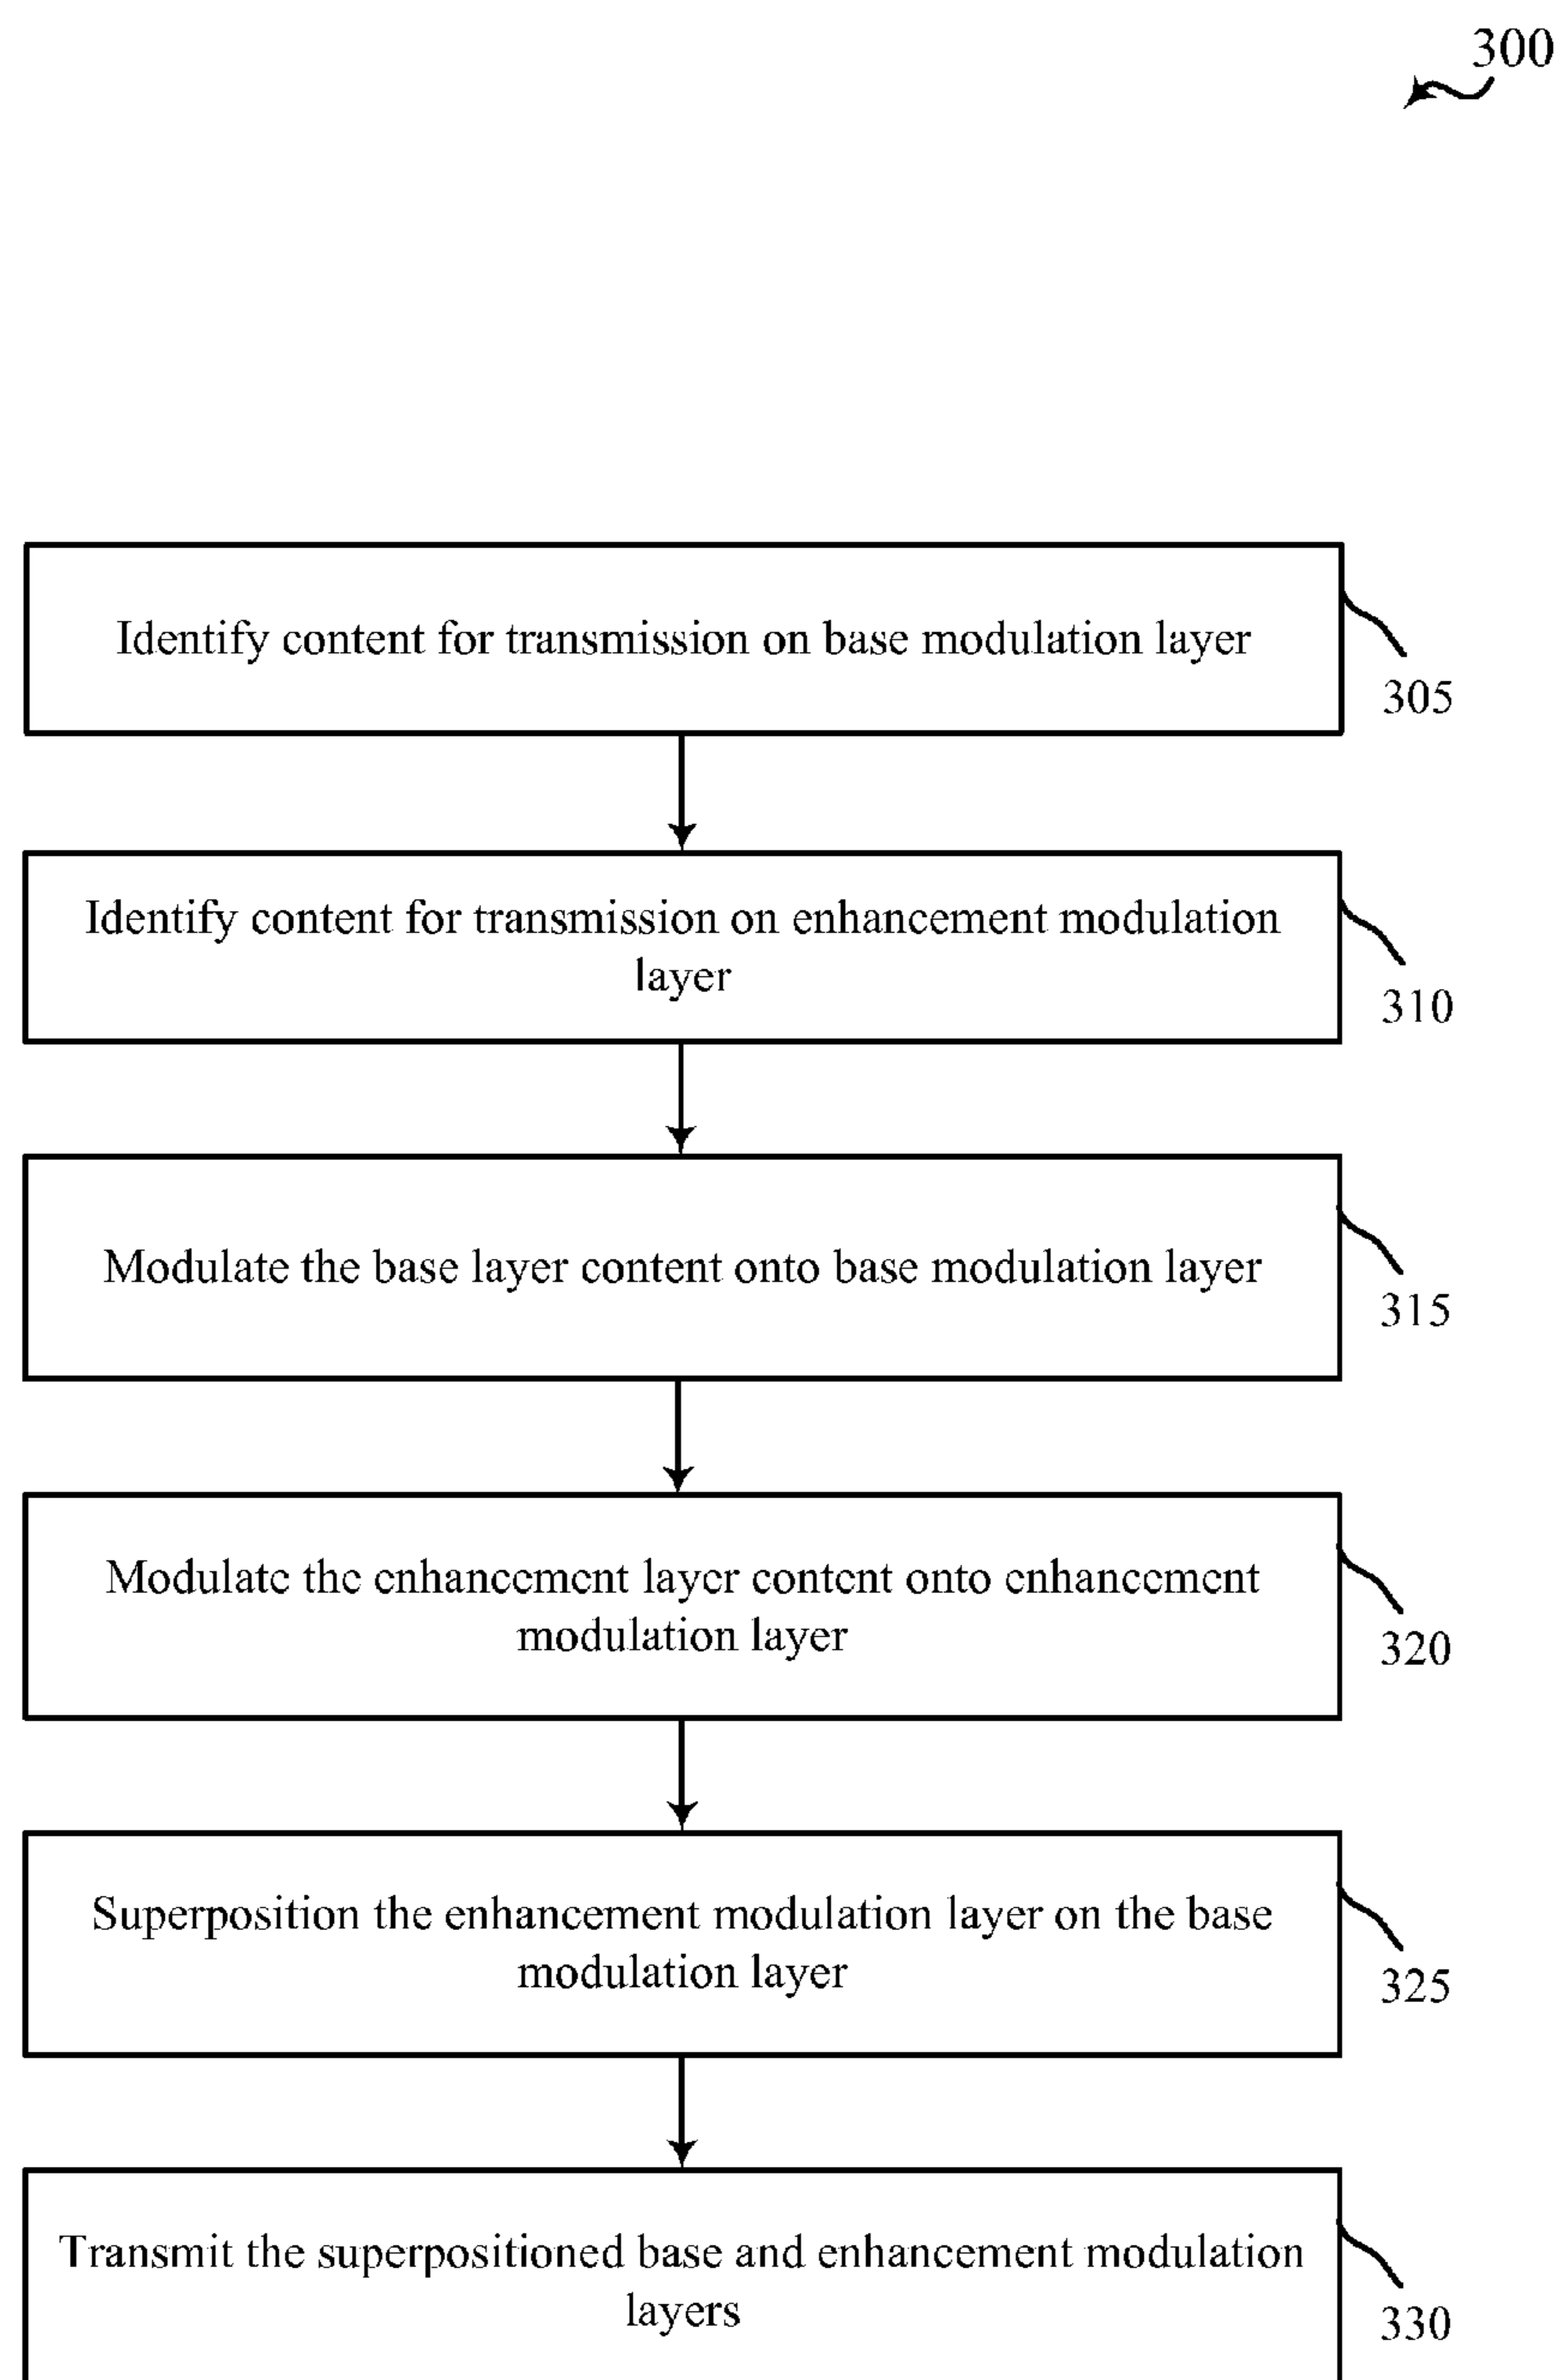 300
Identify content for transmission on base modulation layer
305
Identify content for transmission on enhancement modulation
layer
310
Modulate the base layer content onto base modulation layer
315
Modulate the enhancement layer content onto enhancement
modulation layer
320
Superposition the enhancement modulation layer on the base
modulation layer
325
Transmit the superpositioned base and enhancement modulation
layers
330